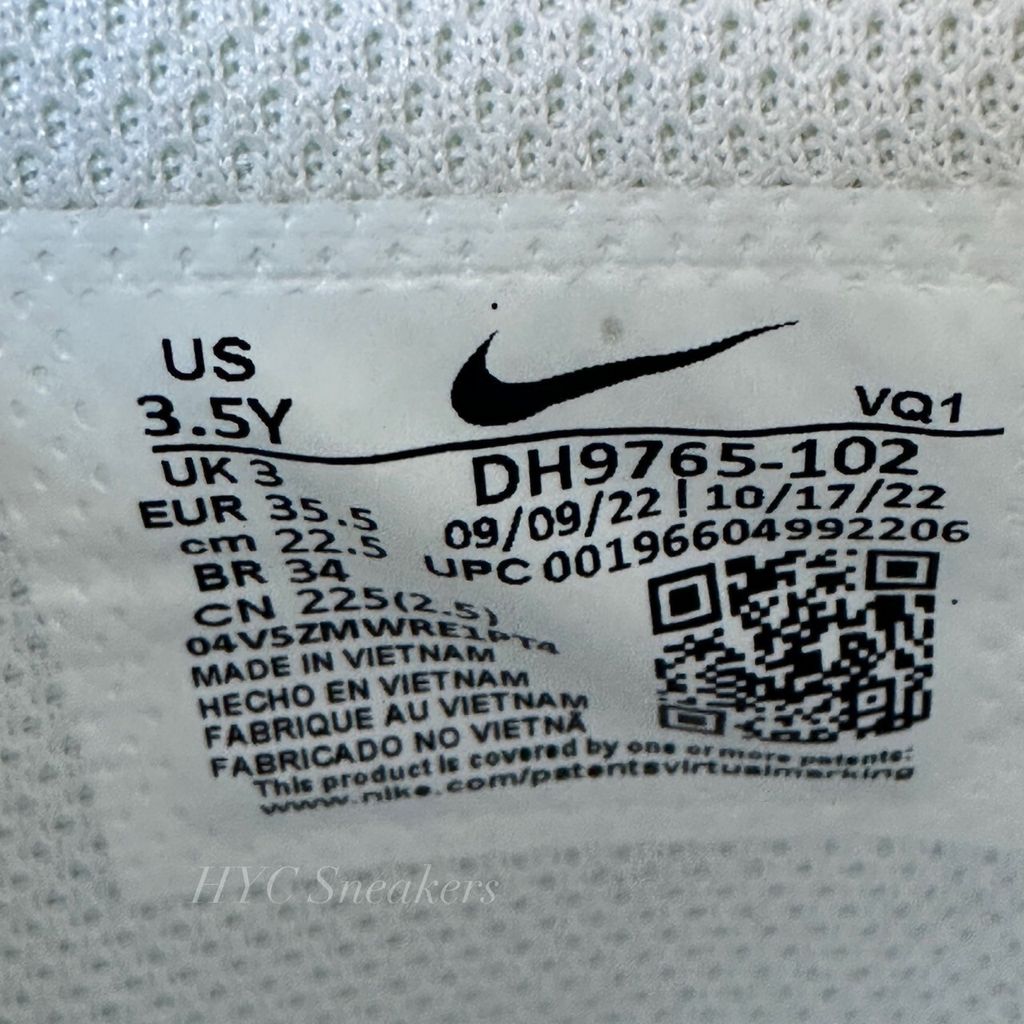 US
3.5Y
VQ1
UK 3
EUR 35.5
cm 22.5
BR 34
CN 225(2.5)
DH9765-102
09/09/22 | 10/17/22
UPC 00196604992206
04V5ZMWRE1PT4
MADE IN VIETNAM
HECHO EN VIETNAM
FABRIQUE AU VIETNAM
FABRICADO NO VIETNÃ
This product is covered by one or more patents:
www.nike.com/patentsvirtualmarking
HYC Sneakers